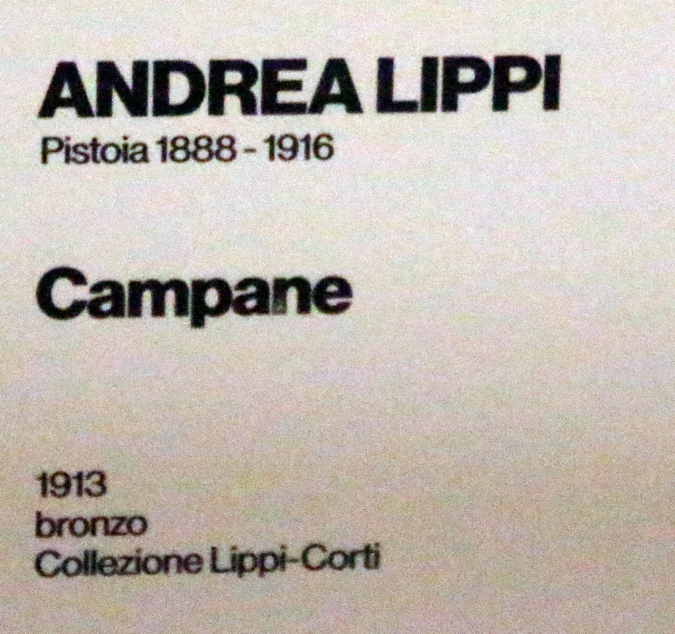 ANDREA LIPPI
Pistoia 1888 - 1916
Campane
1913
bronzo
Collezione Lippi-Corti